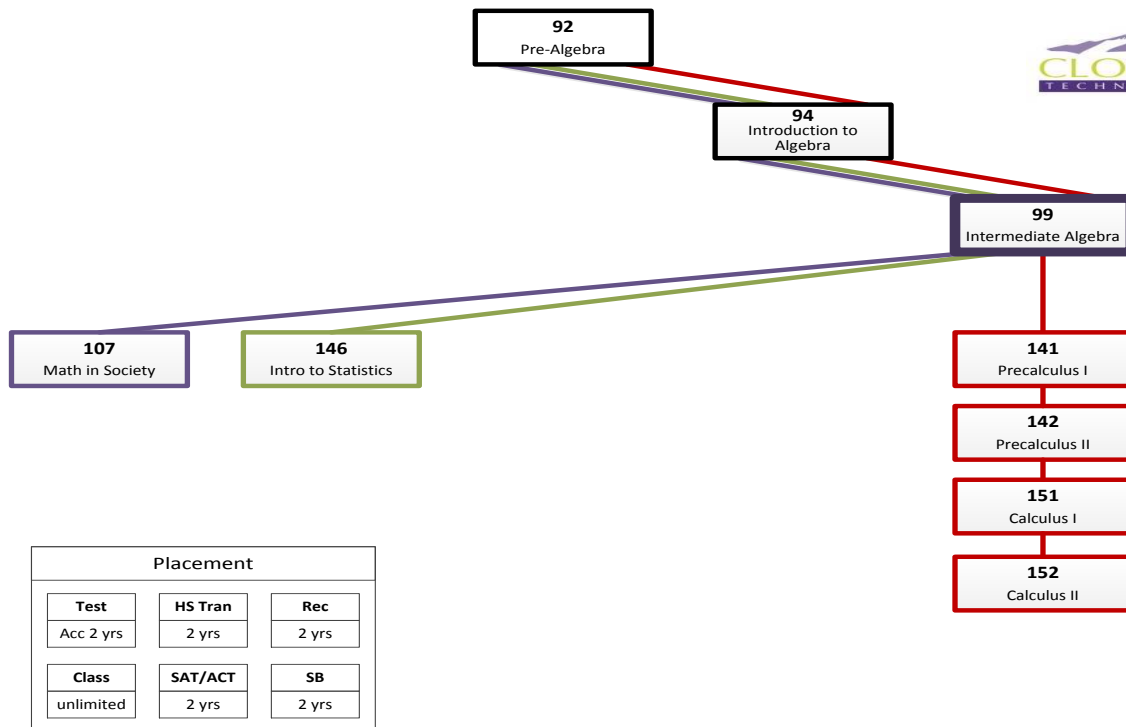 92
Pre-Algebra
CLO
TECHN
94
Introduction to
Algebra
99
Intermediate Algebra
107
Math in Society
146
Intro to Statistics
141
Precalculus I
142
Precalculus II
151
Calculus I
152
Calculus II
Placement
Test
HS Tran
Rec
Acc 2 yrs
2 yrs
2 yrs
Class
SAT/ACT
SB
unlimited
2 yrs
2 yrs